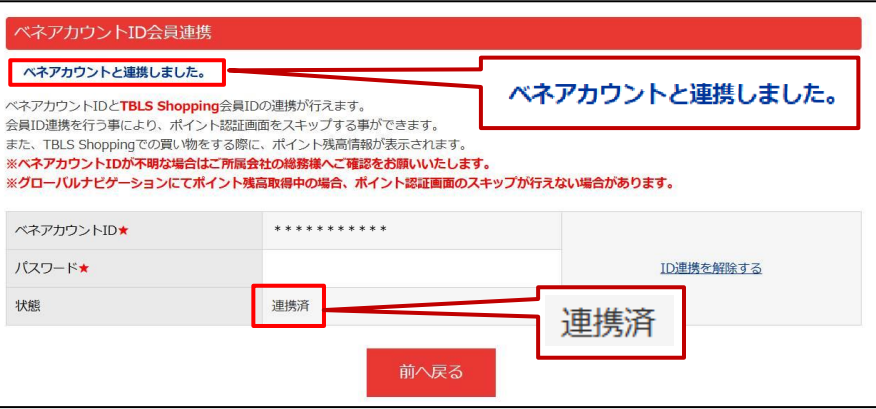 ベネアカウントID会員連携
ベネアカウントと連携しました。
ベネアカウントと連携しました。
ベネアカウントIDとTBLS Shopping会員IDの連携が行えます。
会員ID連携を行う事により、ポイント認証画面をスキップする事ができます。
また、TBLS Shoppingでの買い物をする際に、ポイント残高情報が表示されます。
※ベネアカウントIDが不明な場合はご所属会社の総務様へご確認をお願いいたします。
※グローバルナビゲーションにてポイント残高取得中の場合、ポイント認証画面のスキップが行えない場合があります。
ベネアカウントID★ ***********
パスワード★
ID連携を解除する
状態 連携済
連携済
前へ戻る